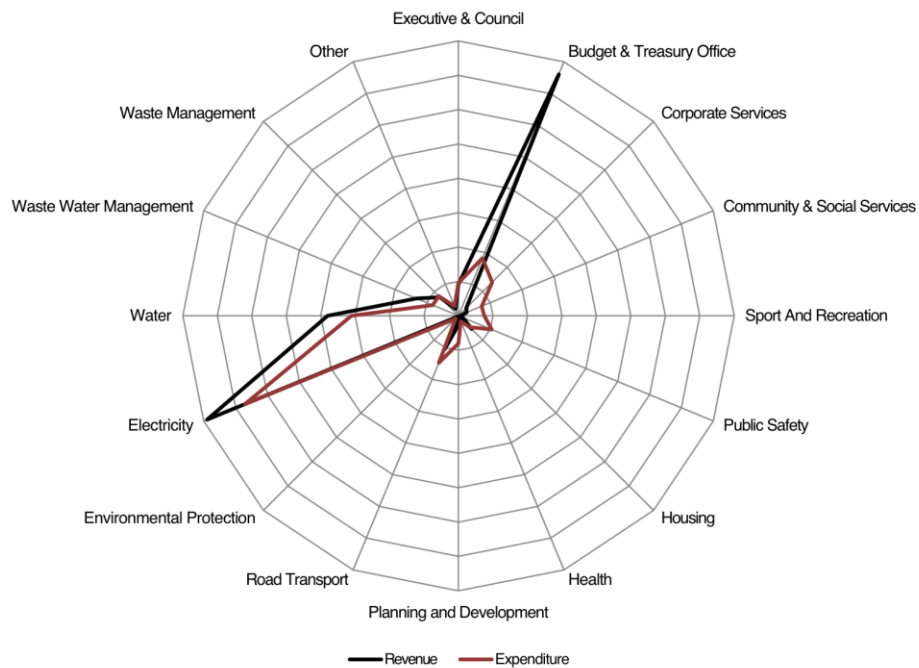 Executive & Council
Other
Budget & Treasury Office
Waste Management
Corporate Services
Waste Water Management
Community & Social Services
Water
Sport And Recreation
Electricity
Public Safety
Environmental Protection
Housing
Road Transport
Health
Planning and Development
Revenue
Expenditure